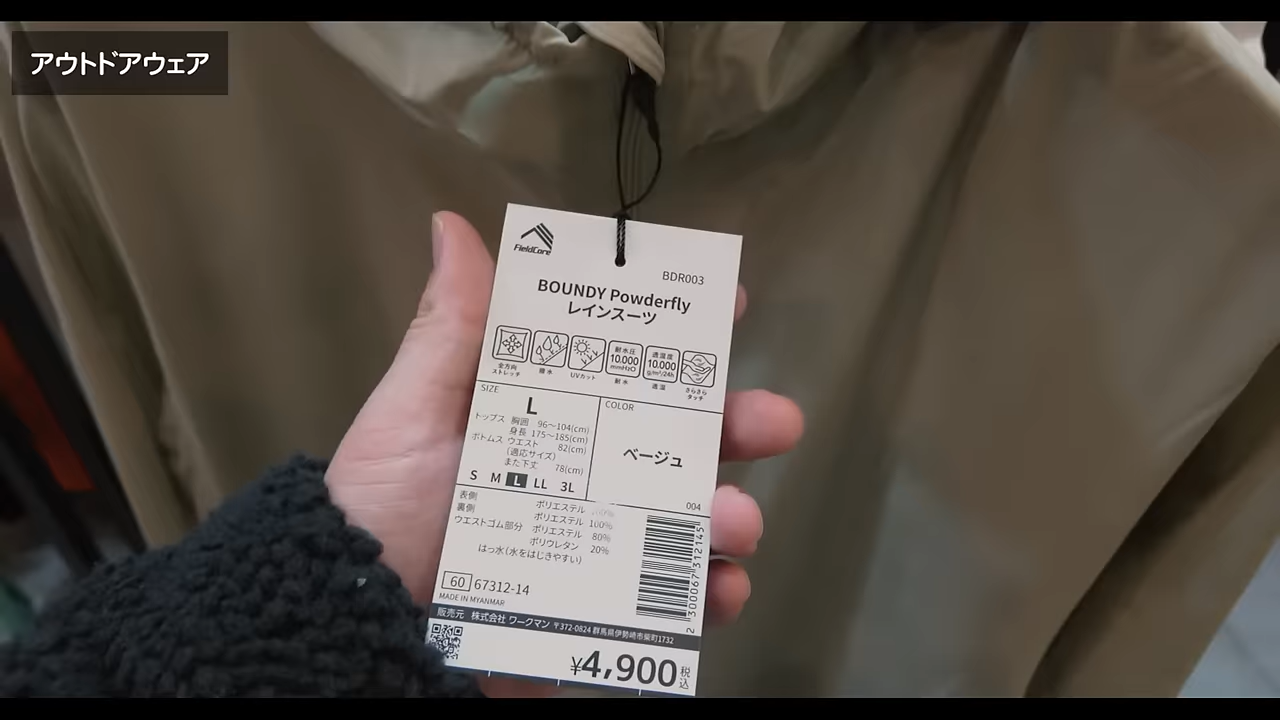 アウトドアウェア
FieldCore
BDR003
BOUNDY Powderfly
レインスーツ
耐水圧
10.000
mmH2O
透湿度
10.000
g/m²/24h
全方向
ストレッチ
撥水
UVカット
耐水
透湿
さらさら
タッチ
SIZE
L
トップス 胸囲 96～104(cm)
身長 175～185(cm)
ボトムス ウエスト 82(cm)
(適応サイズ)
また下丈 78(cm)
S M L LL 3L
COLOR
ベージュ
004
表側 ポリエステル 100%
裏側 ポリエステル 100%
ウエストゴム部分 ポリエステル 80%
ポリウレタン 20%
はっ水(水をはじきやすい)
60 67312-14
MADE IN MYANMAR
2 300067 312145
販売元 株式会社 ワークマン 〒372-0824 群馬県伊勢崎市柴町1732
¥4,900税込